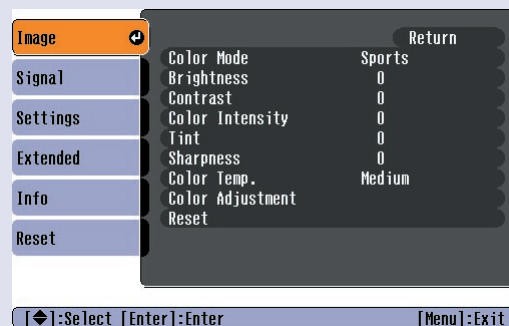 Image
Signal
Settings
Extended
Info
Reset
Return
Color Mode Sports
Brightness 0
Contrast 0
Color Intensity 0
Tint 0
Sharpness 0
Color Temp. Medium
Color Adjustment
Reset
[◆]:Select [Enter]:Enter [Menu]:Exit